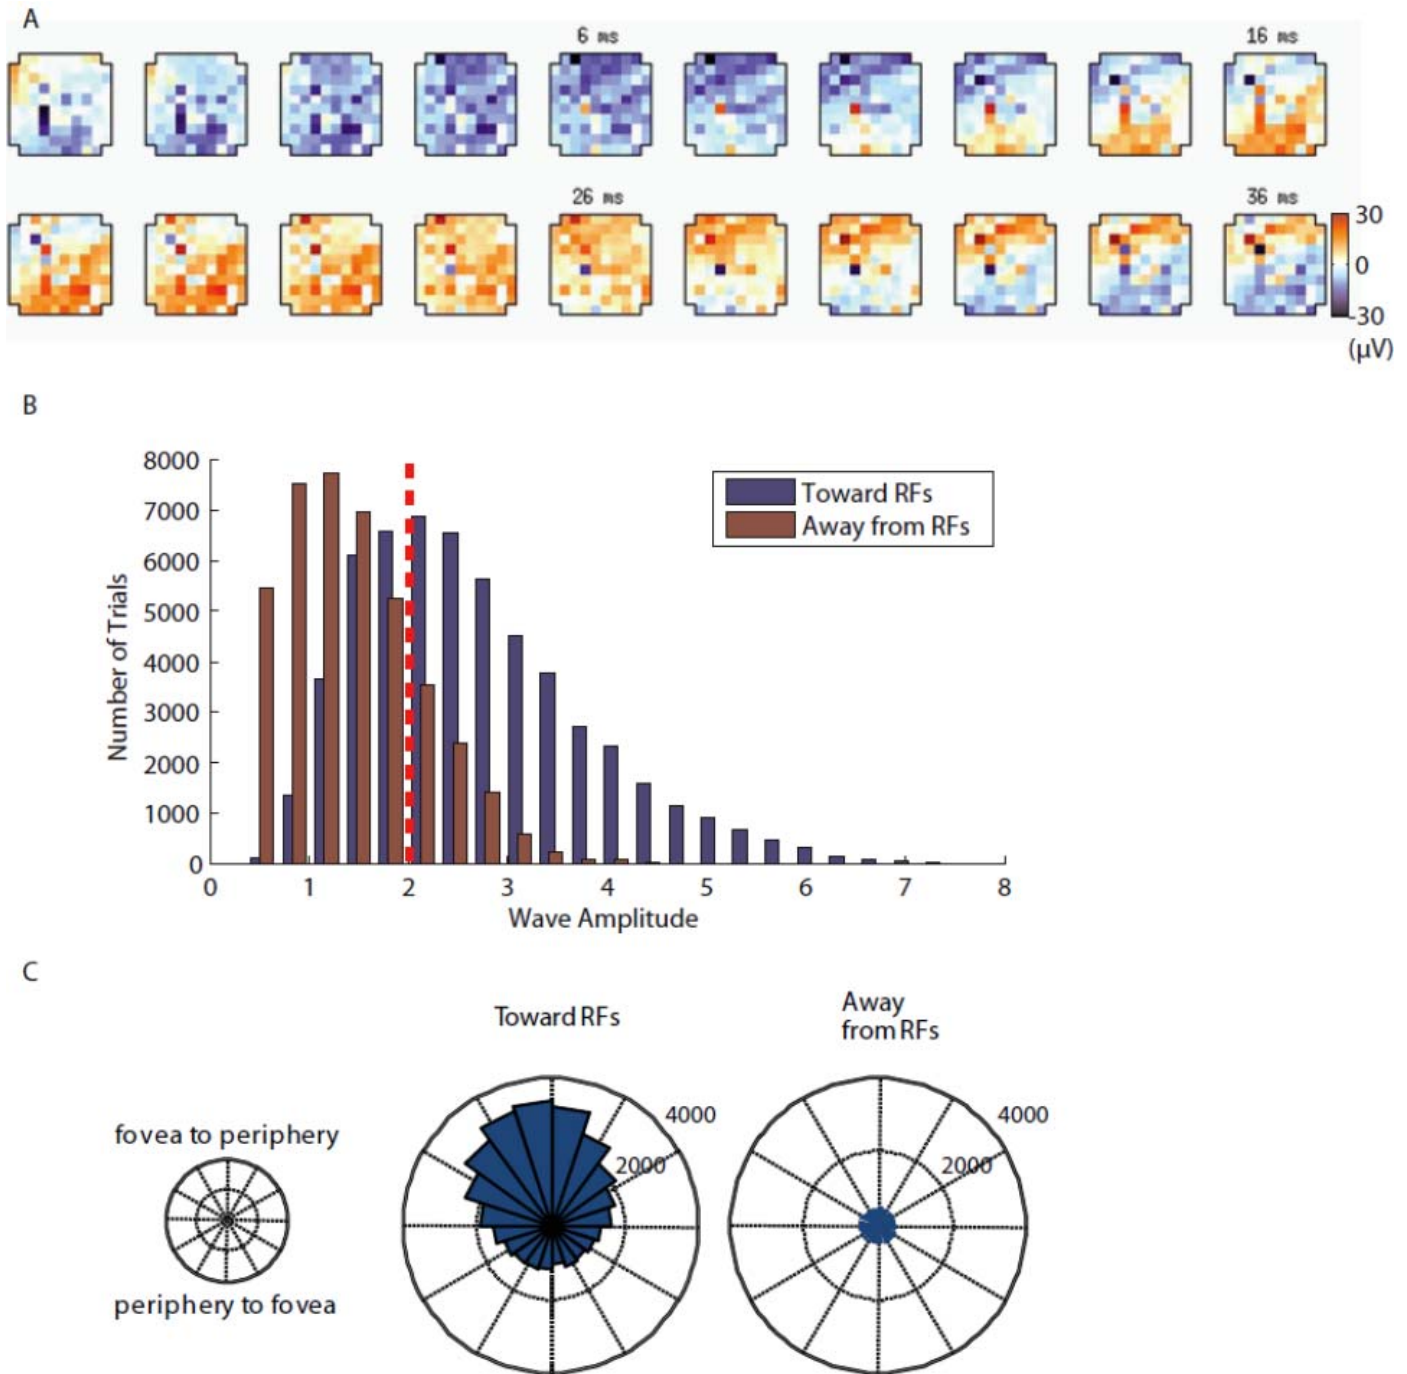 A
6 ms
16 ms
26 ms
36 ms
30
0
-30
(µV)
B
8000
7000
6000
5000
4000
3000
2000
1000
0
Number of Trials
Toward RFs
Away from RFs
0 1 2 3 4 5 6 7 8
Wave Amplitude
C
fovea to periphery
periphery to fovea
Toward RFs
4000
2000
Away
from RFs
4000
2000